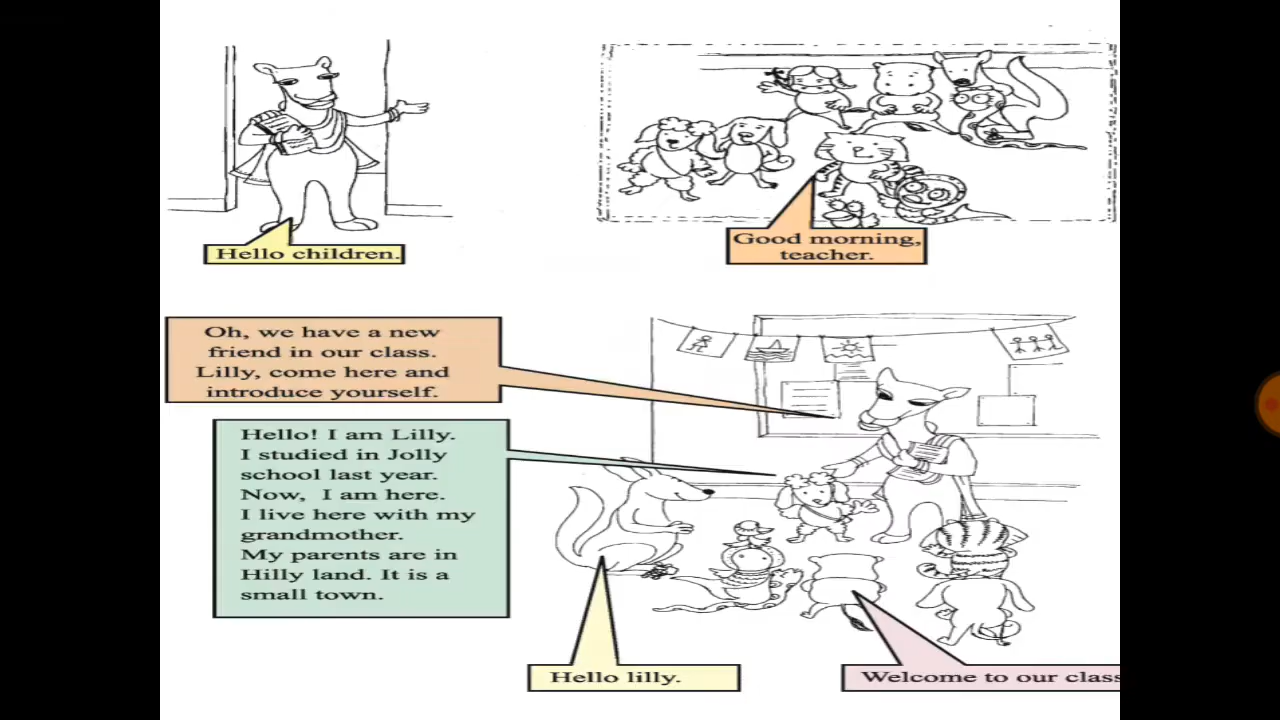 Hello children.
Good morning,
teacher.
Oh, we have a new
friend in our class.
Lilly, come here and
introduce yourself.
Hello! I am Lilly.
I studied in Jolly
school last year.
Now, I am here.
I live here with my
grandmother.
My parents are in
Hilly land. It is a
small town.
Hello lilly.
Welcome to our class